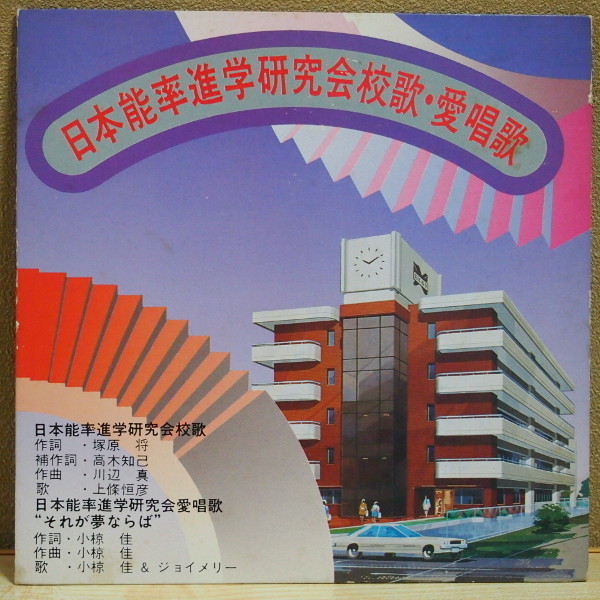 日本能率進学研究会校歌・愛唱歌
日本能率進学研究会校歌
作詞・塚原 将
補作詞・高木知己
作曲・川辺 真
歌・上條恒彦
日本能率進学研究会愛唱歌
“それが夢ならば”
作詞・小椋 佳
作曲・小椋 佳
歌・小椋 佳 & ジョイメリー